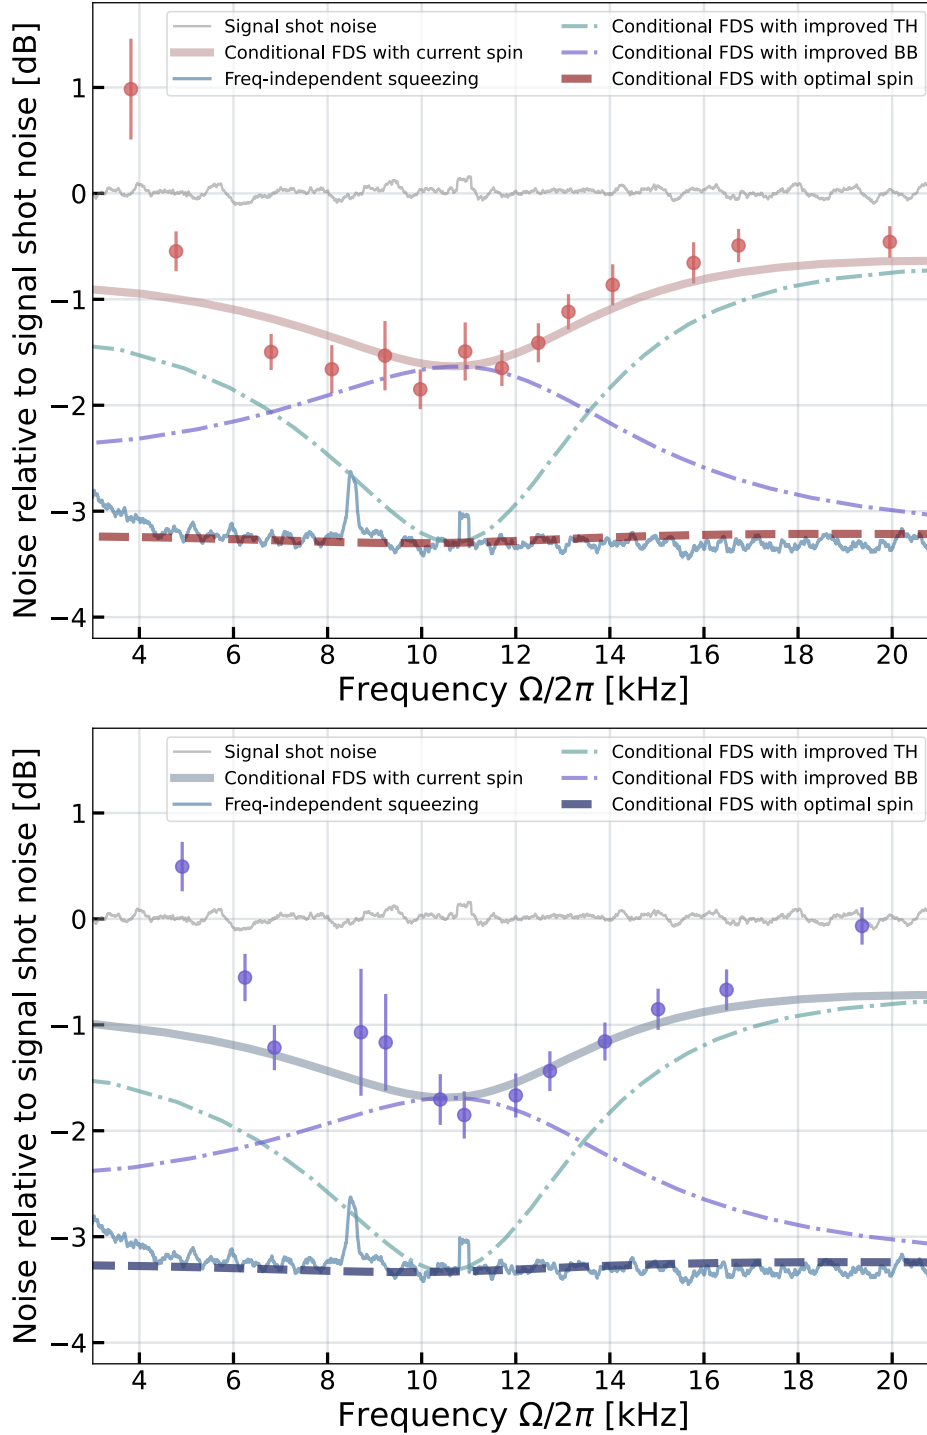 Noise relative to signal shot noise [dB]
Signal shot noise
Conditional FDS with current spin
Freq-independent squeezing
Conditional FDS with improved TH
Conditional FDS with improved BB
Conditional FDS with optimal spin
1
0
−1
−2
−3
−4
4 6 8 10 12 14 16 18 20
Frequency Ω/2π [kHz]
Noise relative to signal shot noise [dB]
Signal shot noise
Conditional FDS with current spin
Freq-independent squeezing
Conditional FDS with improved TH
Conditional FDS with improved BB
Conditional FDS with optimal spin
1
0
−1
−2
−3
−4
4 6 8 10 12 14 16 18 20
Frequency Ω/2π [kHz]